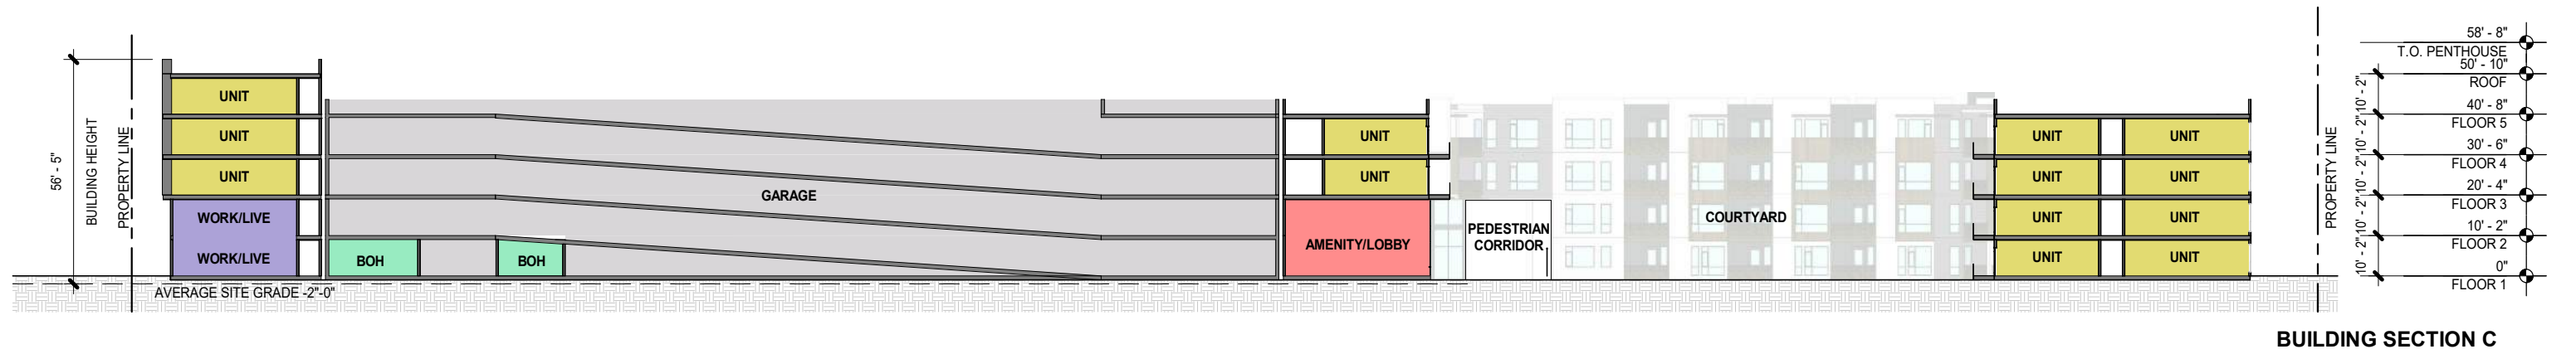 58' - 8"
T.O. PENTHOUSE
50' - 10"
ROOF
40' - 8"
FLOOR 5
30' - 6"
FLOOR 4
20' - 4"
FLOOR 3
10' - 2"
FLOOR 2
0"
FLOOR 1
10' - 2"
10' - 2"
10' - 2"
10' - 2"
10' - 2"
PROPERTY LINE
56' - 5"
BUILDING HEIGHT
PROPERTY LINE
UNIT
UNIT
UNIT
WORK/LIVE
WORK/LIVE
BOH
BOH
GARAGE
UNIT
UNIT
AMENITY/LOBBY
PEDESTRIAN
CORRIDOR
COURTYARD
UNIT
UNIT
UNIT
UNIT
UNIT
UNIT
UNIT
UNIT
AVERAGE SITE GRADE -2"-0"
BUILDING SECTION C